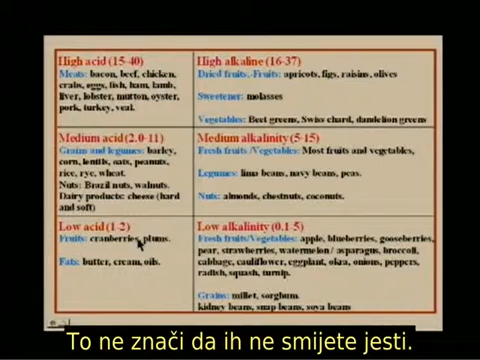 High acid (15-40)
Meats: bacon, beef, chicken,
crabs, eggs, fish, ham, lamb,
liver, lobster, mutton, oyster,
pork, turkey, veal.
High alkaline (16-37)
Dried fruits,-Fruits: apricots, figs, raisins, olives
Sweetener: molasses
Vegetables: Beet greens, Swiss chard, dandelion greens
Medium acid (2.0-11)
Grains and legumes: barley,
corn, lentils, oats, peanuts,
rice, rye, wheat.
Nuts: Brazil nuts, walnuts.
Dairy products: cheese (hard
and soft)
Medium alkalinity (5-15)
Fresh fruits /Vegetables: Most fruits and vegetables,
Legumes: lima beans, navy beans, peas.
Nuts: almonds, chestnuts, coconuts.
Low acid (1-2)
Fruits: cranberries, plums.
Fats: butter, cream, oils.
Low alkalinity (0.1-5)
Fresh fruits/Vegetables: apple, blueberries, gooseberries,
pear, strawberries, watermelon / asparagus, broccoli,
cabbage, cauliflower, eggplant, okra, onions, peppers,
radish, squash, turnip.
Grains: millet, sorghum.
kidney beans, snap beans, soya beans
To ne znači da ih ne smijete jesti.